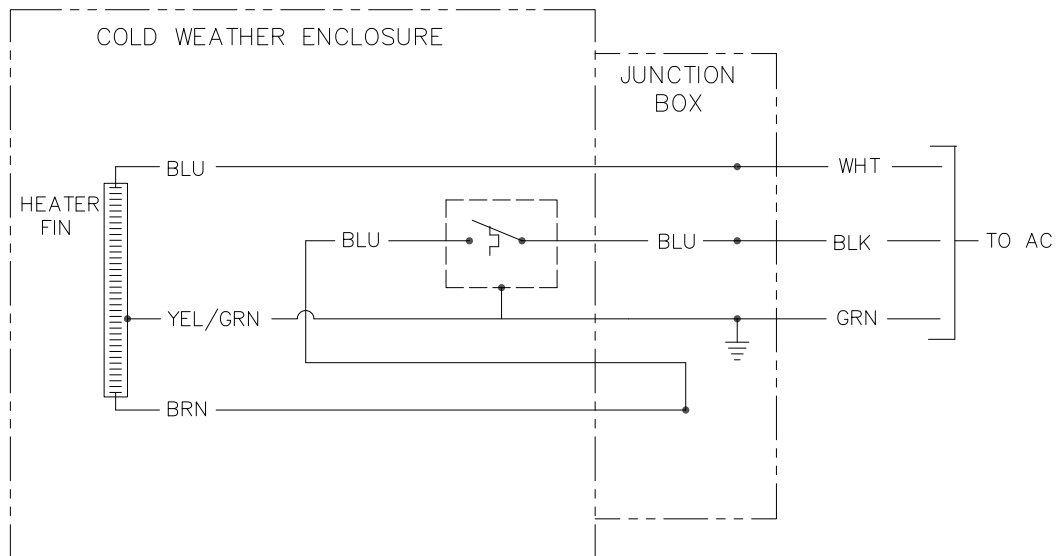 COLD WEATHER ENCLOSURE
JUNCTION
BOX
BLU
WHT
HEATER
FIN
BLU
BLU
BLK
TO AC
YEL/GRN
GRN
BRN